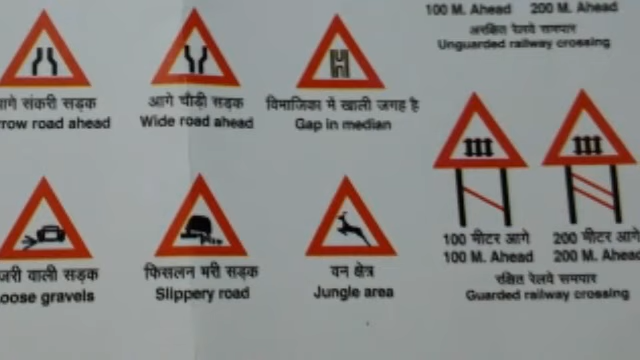 100 M. Ahead 200 M. Ahead
अरक्षित रेलवे समपार
Unguarded railway crossing
आगे संकरी सड़क
rrow road ahead
आगे चौड़ी सड़क
Wide road ahead
विभाजिका में खाली जगह है
Gap in median
100 मीटर आगे 200 मीटर आगे
100 M. Ahead 200 M. Ahead
रक्षित रेलवे समपार
Guarded railway crossing
जरी वाली सड़क
oose gravels
फिसलन भरी सड़क
Slippery road
वन क्षेत्र
Jungle area